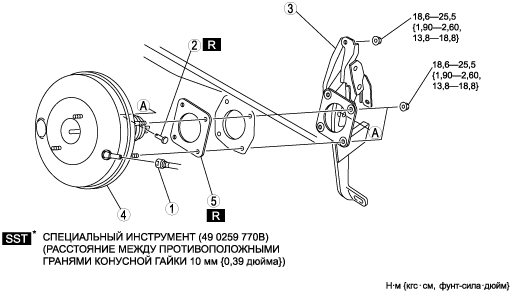 3
18,6—25,5
{1,90—2,60,
13,8—18,8}
2 R
18,6—25,5
{1,90—2,60,
13,8—18,8}
A
A
1
4
5
R
SST * СПЕЦИАЛЬНЫЙ ИНСТРУМЕНТ (49 0259 770B)
(РАССТОЯНИЕ МЕЖДУ ПРОТИВОПОЛОЖНЫМИ
ГРАНЯМИ КОНУСНОЙ ГАЙКИ 10 мм {0,39 дюйма})
Н·м {кгс·см, фунт-сила·дюйм}